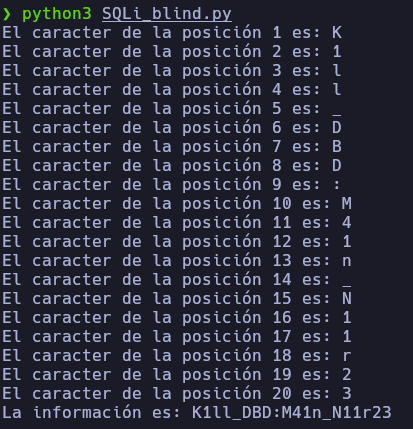 ❯ python3 SQLi_blind.py
El caracter de la posición 1 es: K
El caracter de la posición 2 es: 1
El caracter de la posición 3 es: l
El caracter de la posición 4 es: l
El caracter de la posición 5 es: _
El caracter de la posición 6 es: D
El caracter de la posición 7 es: B
El caracter de la posición 8 es: D
El caracter de la posición 9 es: :
El caracter de la posición 10 es: M
El caracter de la posición 11 es: 4
El caracter de la posición 12 es: 1
El caracter de la posición 13 es: n
El caracter de la posición 14 es: _
El caracter de la posición 15 es: N
El caracter de la posición 16 es: 1
El caracter de la posición 17 es: 1
El caracter de la posición 18 es: r
El caracter de la posición 19 es: 2
El caracter de la posición 20 es: 3
La información es: K1ll_DBD:M41n_N11r23